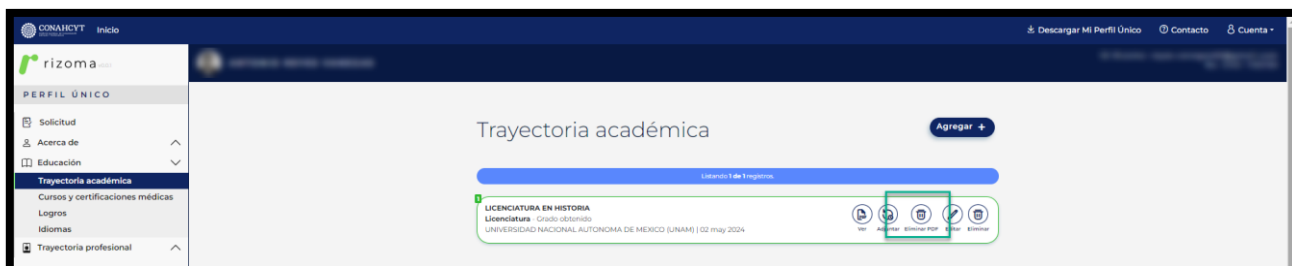 CONAHCYT Inicio
Descargar Mi Perfil Único Contacto Cuenta
rizoma
PERFIL ÚNICO
Solicitud
Acerca de
Educación
Trayectoria académica
Cursos y certificaciones médicas
Logros
Idiomas
Trayectoria profesional
Trayectoria académica
Agregar +
Listando 1 de 1 registros.
1
LICENCIATURA EN HISTORIA
Licenciatura - Grado obtenido
UNIVERSIDAD NACIONAL AUTONOMA DE MEXICO (UNAM) | 02 may 2024
Ver Adjuntar Eliminar PDF Editar Eliminar